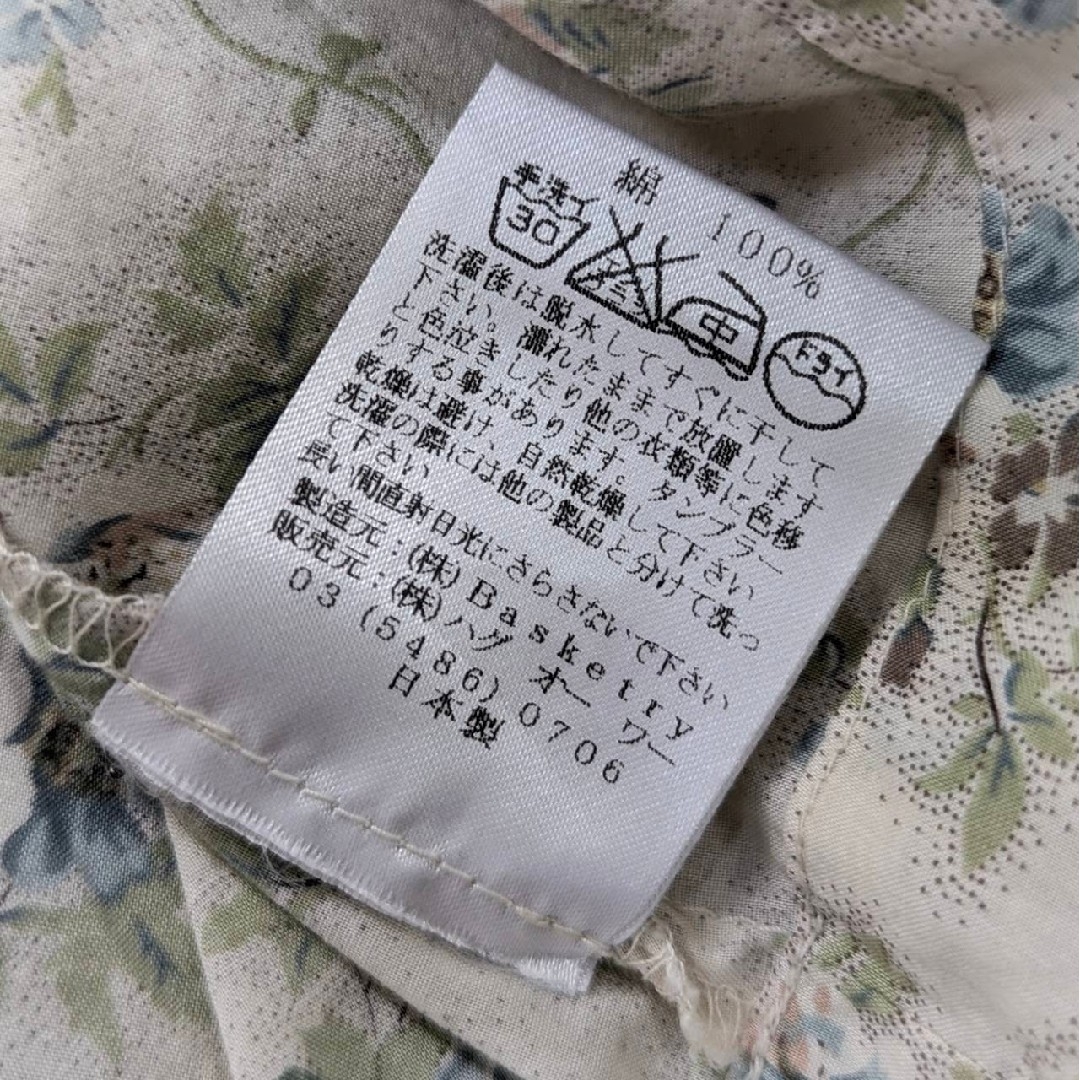 綿 100%
手洗イ
30
エンソ
中
ドライ
洗濯後は脱水してすぐに干して
下さい。濡れたままで放置します
と色泣きしたり他の衣類等に色移
りする事があります。タンブラー
乾燥は避け、自然乾燥して下さい
洗濯の際には他の製品と分けて洗っ
て下さい
長い間直射日光にさらさないで下さい
製造元:(株)Basketry
販売元:(株)ハグ オー ワー
03(5486)0706
日本製